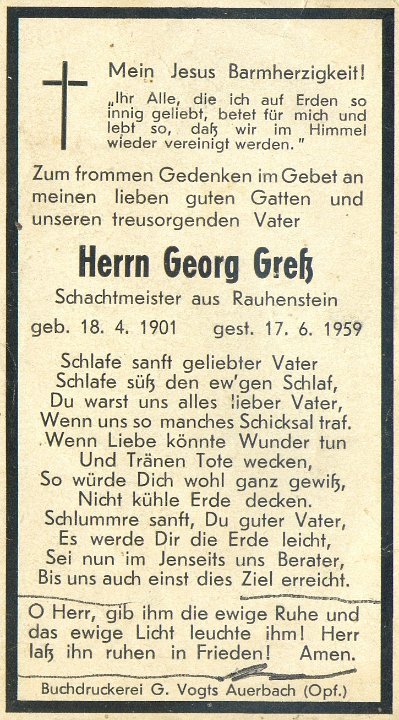 Mein Jesus Barmherzigkeit!
„Ihr Alle, die ich auf Erden so
innig geliebt, betet für mich und
lebt so, daß wir im Himmel
wieder vereinigt werden."
Zum frommen Gedenken im Gebet an
meinen lieben guten Gatten und
unseren treusorgenden Vater
Herrn Georg Greß
Schachtmeister aus Rauhenstein
geb. 18. 4. 1901 gest. 17. 6. 1959
Schlafe sanft geliebter Vater
Schlafe süß den ew'gen Schlaf,
Du warst uns alles lieber Vater,
Wenn uns so manches Schicksal traf.
Wenn Liebe könnte Wunder tun
Und Tränen Tote wecken,
So würde Dich wohl ganz gewiß,
Nicht kühle Erde decken.
Schlummre sanft, Du guter Vater,
Es werde Dir die Erde leicht,
Sei nun im Jenseits uns Berater,
Bis uns auch einst dies Ziel erreicht.
O Herr, gib ihm die ewige Ruhe und
das ewige Licht leuchte ihm! Herr
laß ihn ruhen in Frieden! Amen.
Buchdruckerei G. Vogts Auerbach (Opf.)